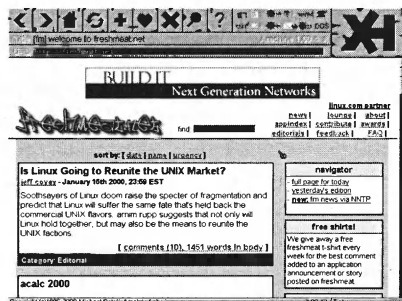 [fm] welcome to freshmeat.net
BUILD IT
Next Generation Networks
linux.com partner
freshmeat.net
find
news | lounge | about |
appindex | contribute | awards |
editorials | feedback | FAQ |
sort by: [ date | name | urgency ]
Is Linux Going to Reunite the UNIX Market?
jeff covey - January 15th 2000, 23:59 EST
Soothsayers of Linux doom raise the specter of fragmentation and
predict that Linux will suffer the same fate that's held back the
commercial UNIX flavors. amm rupp suggests that not only will
Linux hold together, but may also be the means to reunite the
UNIX factions.
[ comments (10), 1451 words in body ]
Category: Editorial
acalc 2000
navigator
- full page for today
- yesterday's edition
- new: fm news via NNTP
free shirts!
We give away a free
freshmeat t-shirt every
week for the best comment
added to an application
announcement or story
posted on freshmeat